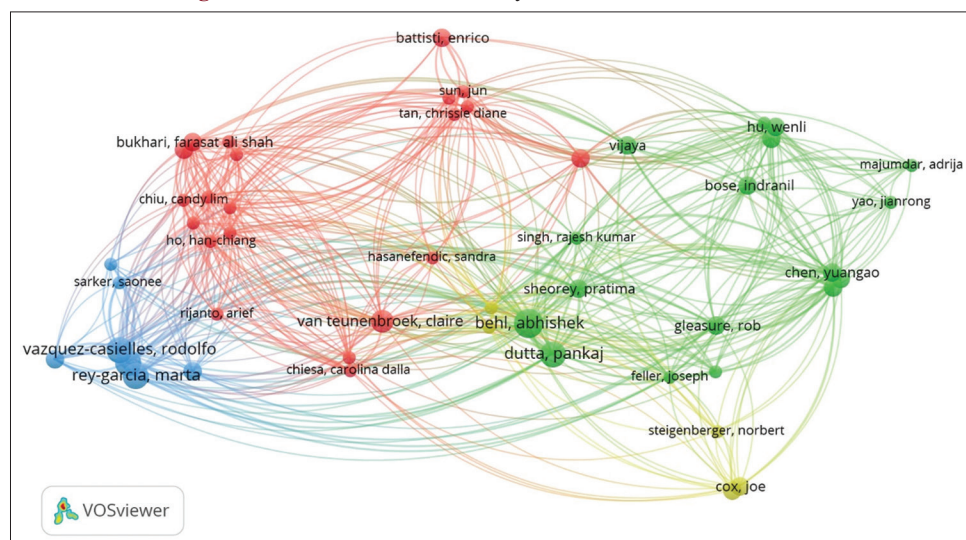 battisti, enrico
sun, jun
tan, chrissie diane
bukhari, farasat ali shah
hu, wenli
vijaya
majumdar, adrija
bose, indranil
chiu, candy lim
yao, jianrong
singh, rajesh kumar
ho, han-chiang
hasanefendic, sandra
chen, yuangao
sarker, saonee
sheorey, pratima
rijanto, arief
van teunenbroek, claire
behl, abhishek
gleasure, rob
vazquez-casielles, rodolfo
dutta, pankaj
rey-garcia, marta
chiesa, carolina dalla
feller, joseph
steigenberger, norbert
cox, joe
VOSviewer